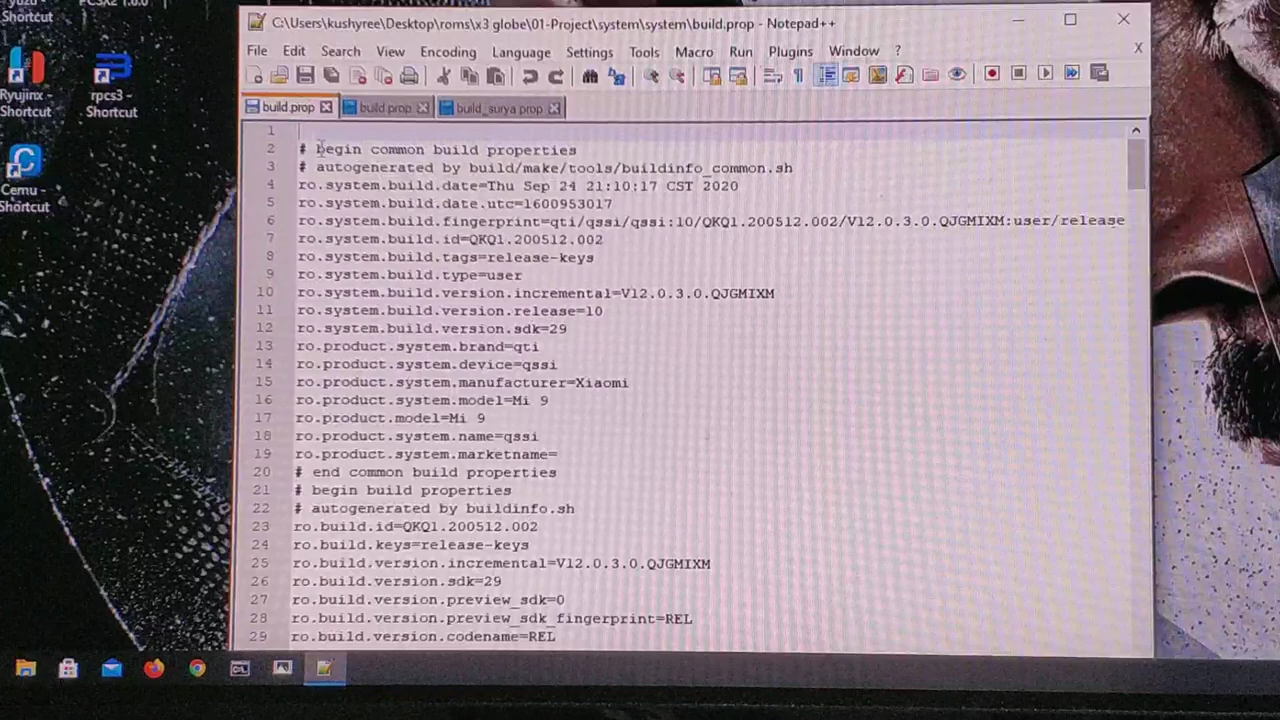 Shortcut
PCSX2 1.6.0
Ryujinx -
Shortcut
rpcs3 -
Shortcut
Cemu -
Shortcut
C:\Users\kushyree\Desktop\roms\x3 globe\01-Project\system\system\build.prop - Notepad++
File Edit Search View Encoding Language Settings Tools Macro Run Plugins Window ? X
build.prop build.prop build_surya.prop
1
2 # begin common build properties
3 # autogenerated by build/make/tools/buildinfo_common.sh
4 ro.system.build.date=Thu Sep 24 21:10:17 CST 2020
5 ro.system.build.date.utc=1600953017
6 ro.system.build.fingerprint=qti/qssi/qssi:10/QKQ1.200512.002/V12.0.3.0.QJGMIXM:user/release
7 ro.system.build.id=QKQ1.200512.002
8 ro.system.build.tags=release-keys
9 ro.system.build.type=user
10 ro.system.build.version.incremental=V12.0.3.0.QJGMIXM
11 ro.system.build.version.release=10
12 ro.system.build.version.sdk=29
13 ro.product.system.brand=qti
14 ro.product.system.device=qssi
15 ro.product.system.manufacturer=Xiaomi
16 ro.product.system.model=Mi 9
17 ro.product.model=Mi 9
18 ro.product.system.name=qssi
19 ro.product.system.marketname=
20 # end common build properties
21 # begin build properties
22 # autogenerated by buildinfo.sh
23 ro.build.id=QKQ1.200512.002
24 ro.build.keys=release-keys
25 ro.build.version.incremental=V12.0.3.0.QJGMIXM
26 ro.build.version.sdk=29
27 ro.build.version.preview_sdk=0
28 ro.build.version.preview_sdk_fingerprint=REL
29 ro.build.version.codename=REL